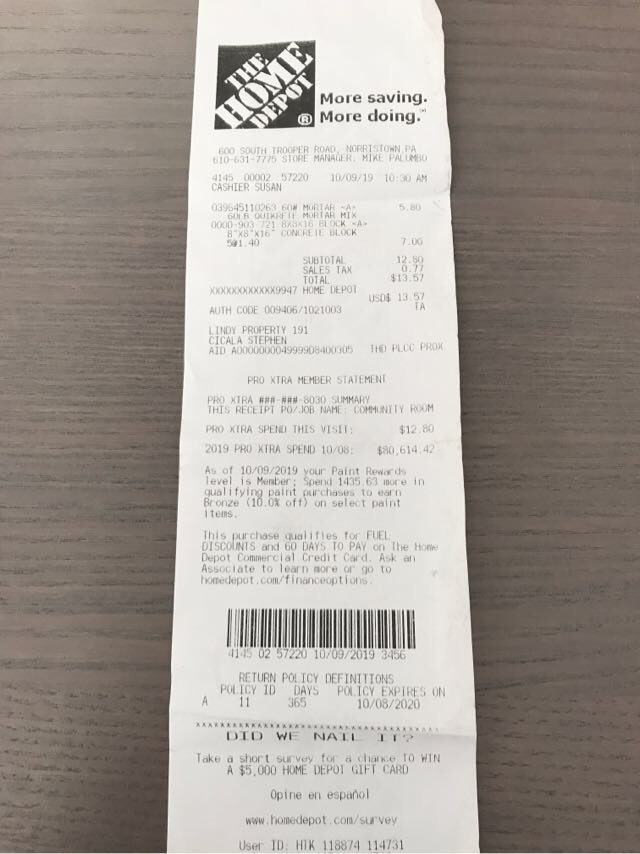 THE
HOME
DEPOT
®
More saving.
More doing.™
600 SOUTH TROOPER ROAD, NORRISTOWN,PA
610-631-7775 STORE MANAGER: MIKE PALUMBO
4145 00002 57220 10/09/19 10:30 AM
CASHIER SUSAN
039645110263 60# MORTAR <A> 5.80
60LB QUIKRETE MORTAR MIX
0000-903-721 8X8X16 BLOCK <A>
8"X8"X16" CONCRETE BLOCK
5@1.40 7.00
SUBTOTAL 12.80
SALES TAX 0.77
TOTAL $13.57
XXXXXXXXXXXX9947 HOME DEPOT
USD$ 13.57
AUTH CODE 009406/1021003 TA
LINDY PROPERTY 191
CICALA STEPHEN
AID THD PLCC PROX
PRO XTRA MEMBER STATEMENT
PRO XTRA ###-###-8030 SUMMARY
THIS RECEIPT PO/JOB NAME: COMMUNITY ROOM
PRO XTRA SPEND THIS VISIT: $12.80
2019 PRO XTRA SPEND 10/08: $80,614.42
As of 10/09/2019 your Paint Rewards
level is Member; Spend 1435.63 more in
qualifying paint purchases to earn
Bronze (10.0% off) on select paint
items.
This purchase qualifies for FUEL
DISCOUNTS and 60 DAYS TO PAY on The Home
Depot Commercial Credit Card. Ask an
Associate to learn more or go to
homedepot.com/financeoptions.
4145 02 57220 10/09/2019 3456
RETURN POLICY DEFINITIONS
POLICY ID DAYS POLICY EXPIRES ON
A 11 365 10/08/2020
DID WE NAIL IT?
Take a short survey for a chance TO WIN
A $5,000 HOME DEPOT GIFT CARD
Opine en español
www.homedepot.com/survey
User ID: H1K 118874 114731